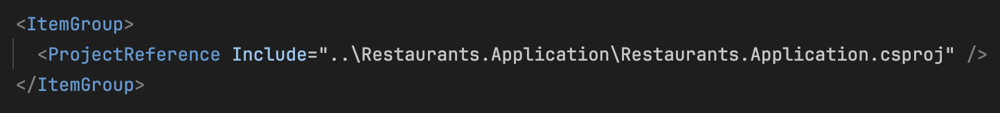 <ItemGroup>
<ProjectReference Include="..\Restaurants.Application\Restaurants.Application.csproj" />
</ItemGroup>